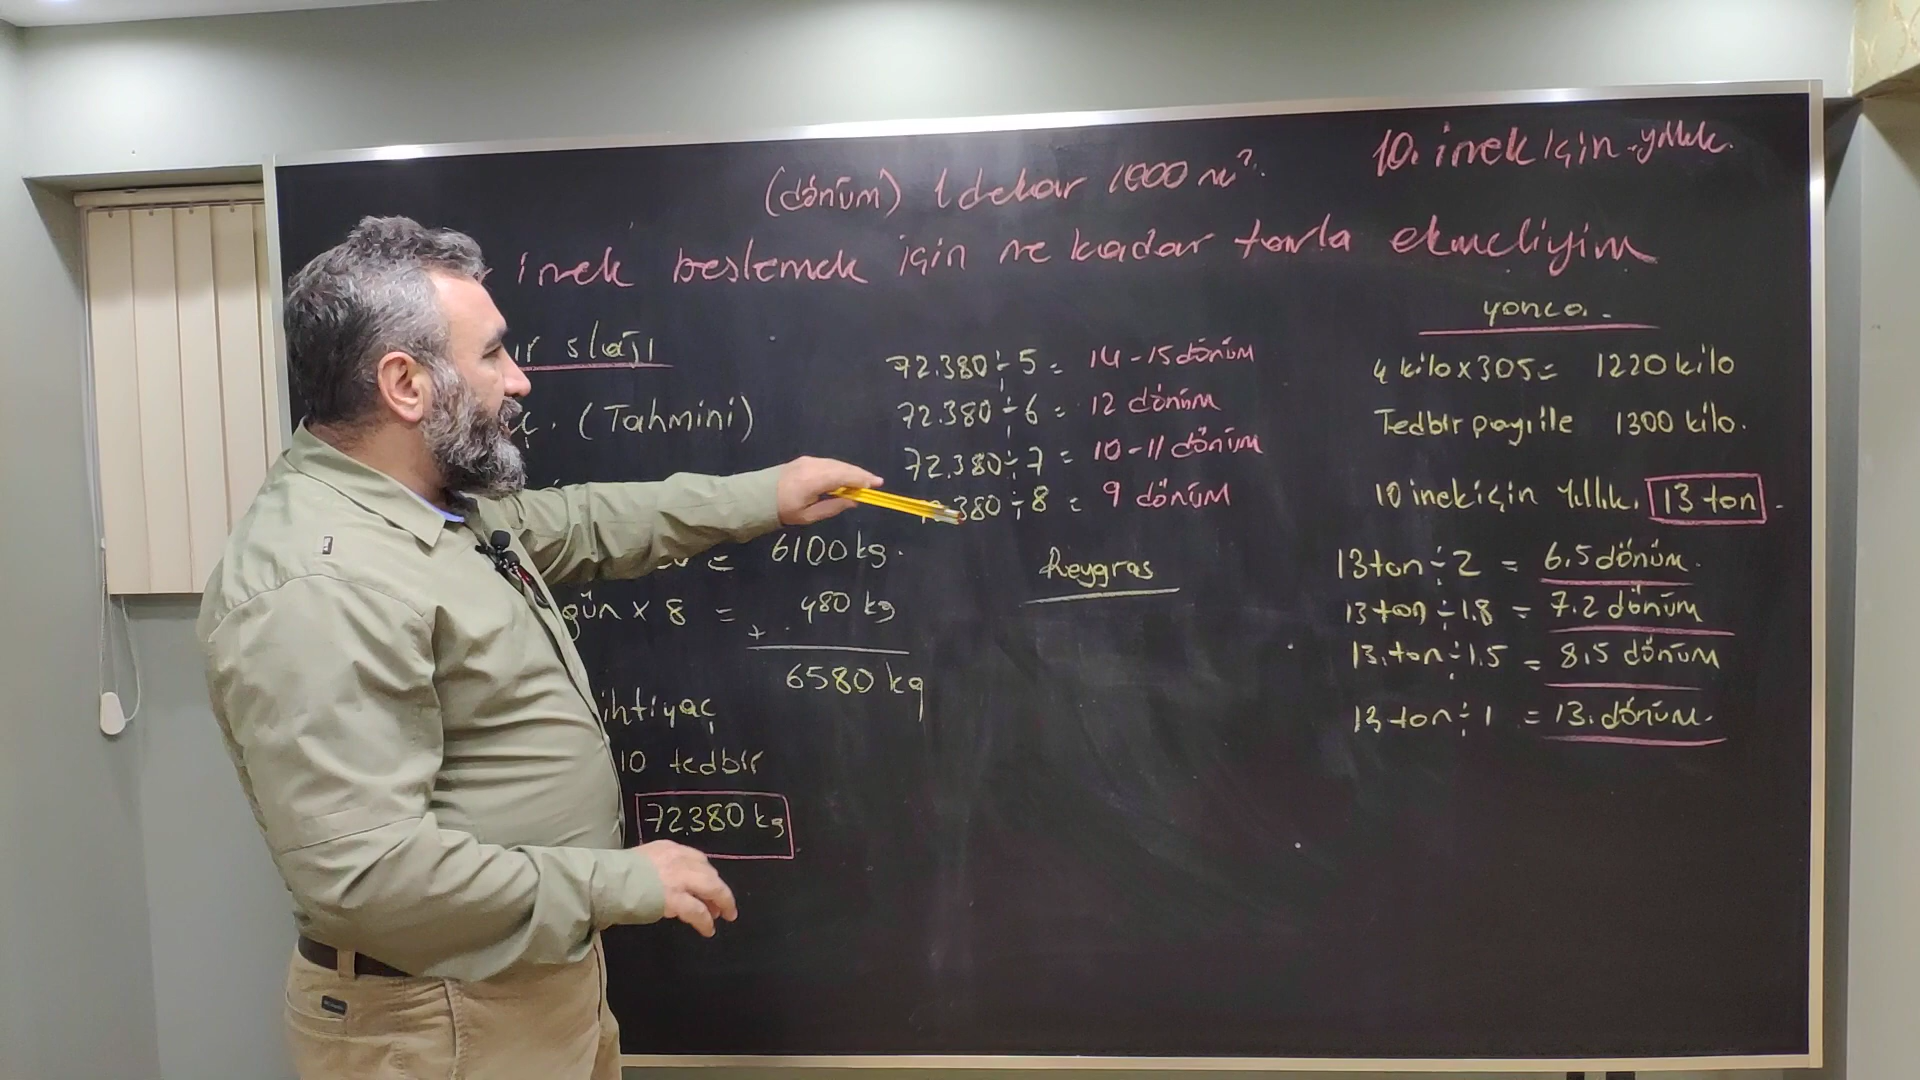 (dönüm) 1 dekar 1000 m².
10. inek için yıllık.
inek beslemek için ne kadar tarla ekmeliyim
ır slajı
ç. (Tahmini)
= 6100 kg.
gün x 8 = 480 kg
+
6580 kg
ihtiyaç
10 tedbir
72.380 kg
72.380 ÷ 5 = 14-15 dönüm
72.380 ÷ 6 = 12 dönüm
72.380 ÷ 7 = 10-11 dönüm
380 ÷ 8 = 9 dönüm
Reygras
yonca.
4 kilo x 305 = 1220 kilo
Tedbir payı ile 1300 kilo.
10 inek için yıllık. 13 ton.
13 ton ÷ 2 = 6.5 dönüm.
13 ton ÷ 1.8 = 7.2 dönüm
13. ton ÷ 1.5 = 8.5 dönüm
13 ton ÷ 1 = 13. dönüm.